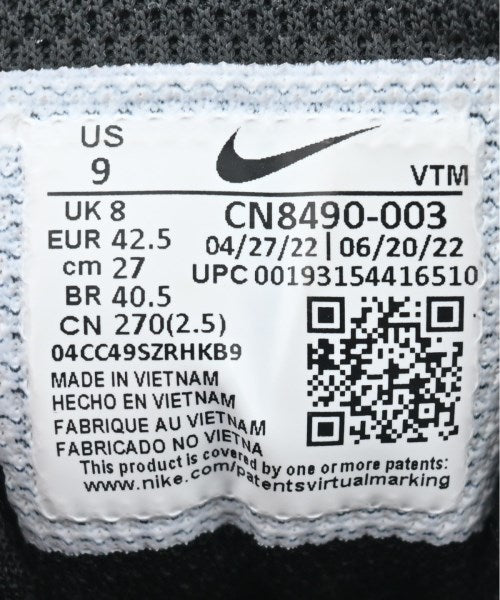 US
9
VTM
UK 8
EUR 42.5
cm 27
BR 40.5
CN 270(2.5)
CN8490-003
04/27/22 | 06/20/22
UPC 00193154416510
04CC49SZRHKB9
MADE IN VIETNAM
HECHO EN VIETNAM
FABRIQUE AU VIETNAM
FABRICADO NO VIETNA
This product is covered by one or more patents:
www.nike.com/patentsvirtualmarking